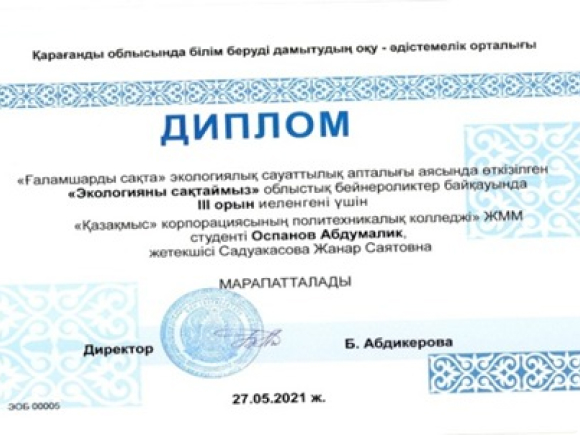 Қарағанды облысында білім беруді дамытудың оқу - әдістемелік орталығы
ДИПЛОМ
«Ғаламшарды сақта» экологиялық сауаттылық апталығы аясында өткізілген
«Экологияны сақтаймыз» облыстық бейнероликтер байқауында
III орын иеленгені үшін
«Қазақмыс» корпорациясының политехникалық колледжі» ЖММ
студенті Оспанов Абдумалик,
жетекшісі Садуакасова Жанар Саятовна
МАРАПАТТАЛАДЫ
Директор Б. Абдикерова
ЭОБ 00005
27.05.2021 ж.